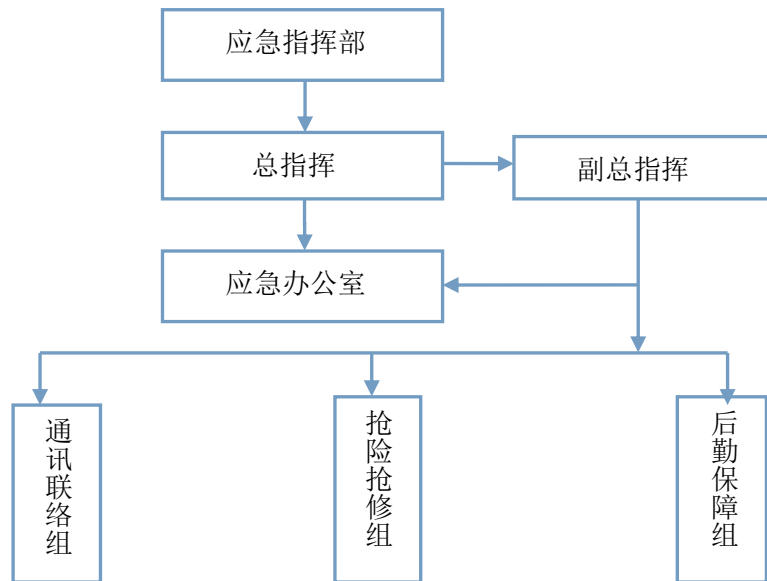 应急指挥部
总指挥
副总指挥
应急办公室
通讯联络组
抢险抢修组
后勤保障组